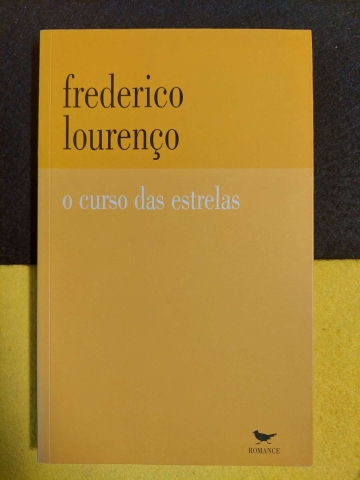 frederico
lourenço
o curso das estrelas
ROMANCE